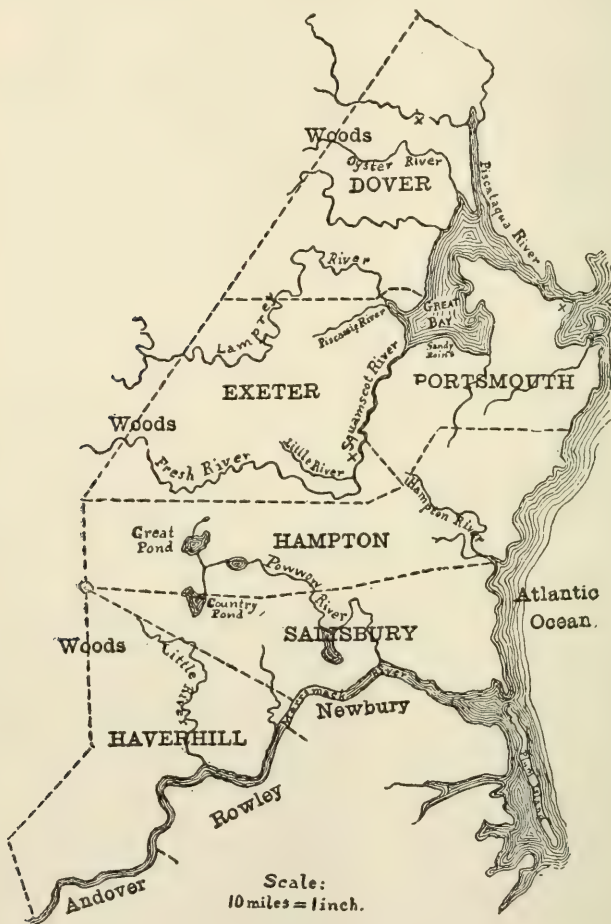 Woods
Oyster River
DOVER
Piscataqua River
River
Lamprey
GREAT
BAY
Piscassic River
Sandy
Point
Squamscot River
EXETER
PORTSMOUTH
Woods
Fresh River
Little River
Hampton River
Great
Pond
HAMPTON
Powwow
River
Country
Pond
Atlantic
Ocean.
SALISBURY
Woods
Little
River
Merrimack
River
Newbury
HAVERHILL
Rowley
Andover
Scale:
10 miles = 1 inch.